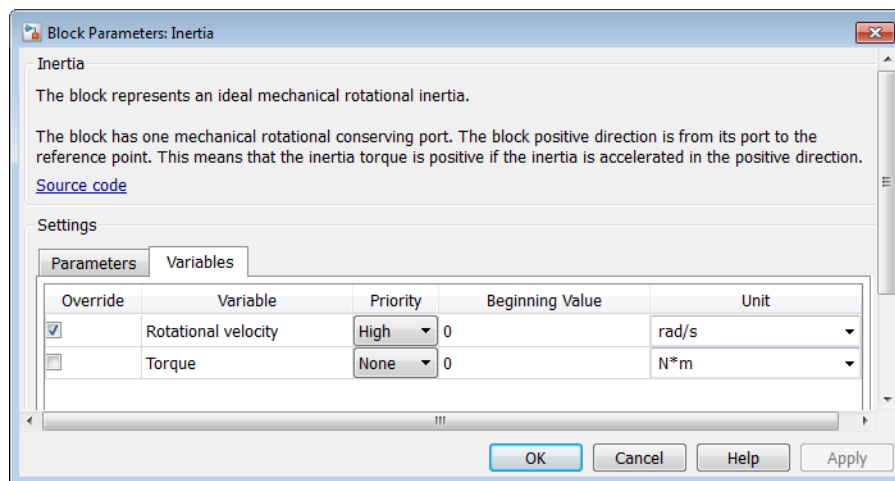 Block Parameters: Inertia
Inertia
The block represents an ideal mechanical rotational inertia.
The block has one mechanical rotational conserving port. The block positive direction is from its port to the
reference point. This means that the inertia torque is positive if the inertia is accelerated in the positive direction.
Source code
Settings
Parameters Variables
Override Variable Priority Beginning Value Unit
Rotational velocity High 0 rad/s
Torque None 0 N*m
OK Cancel Help Apply